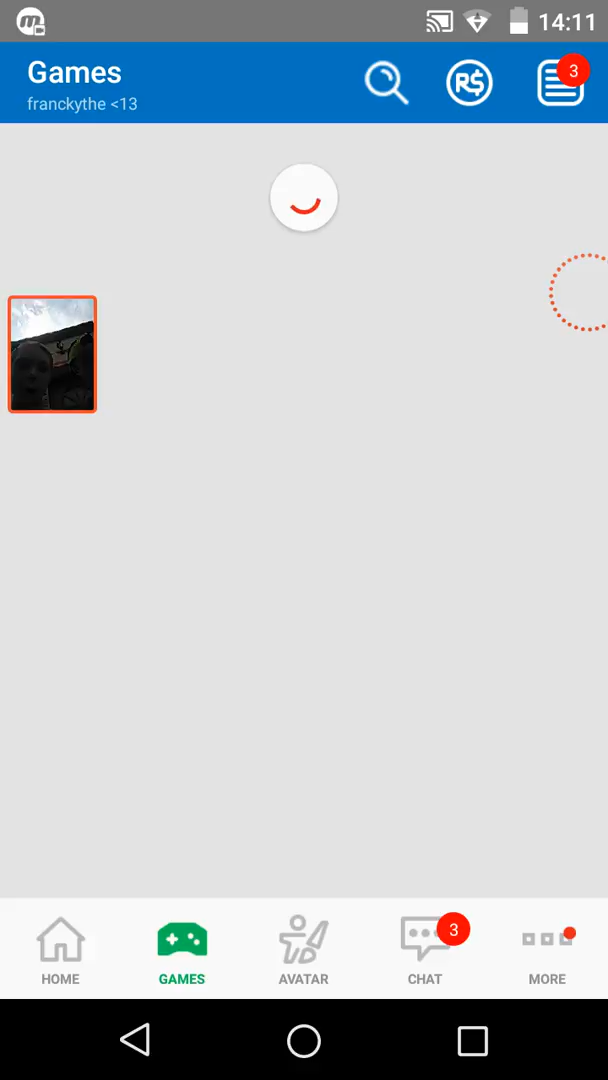 14:11
Games
franckythe <13
R$
3
3
HOME
GAMES
AVATAR
CHAT
MORE